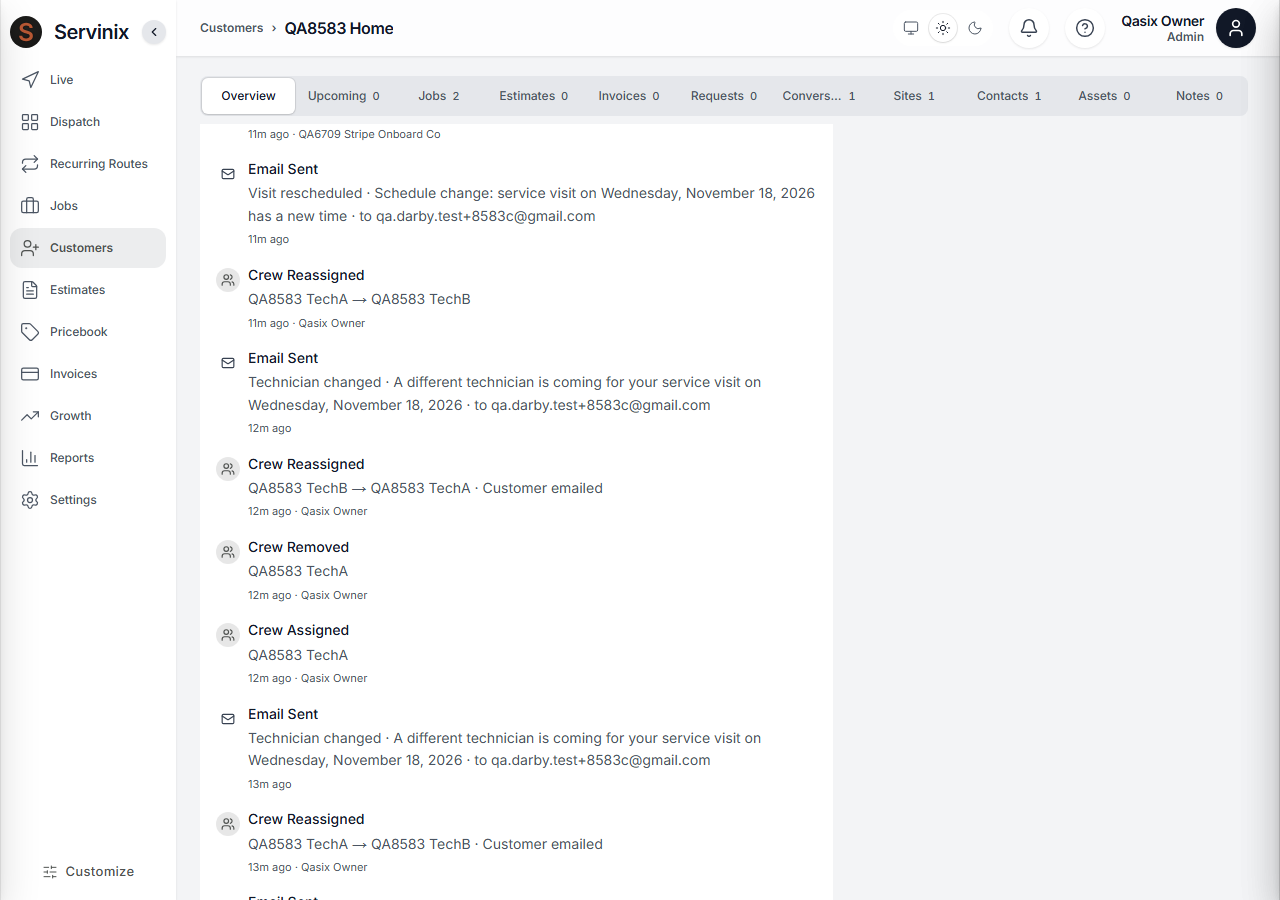 Servinix
Live
Dispatch
Recurring Routes
Jobs
Customers
Estimates
Pricebook
Invoices
Growth
Reports
Settings
Customize
Customers › QA8583 Home
Qasix Owner
Admin
Overview
Upcoming 0
Jobs 2
Estimates 0
Invoices 0
Requests 0
Convers... 1
Sites 1
Contacts 1
Assets 0
Notes 0
11m ago · QA6709 Stripe Onboard Co
Email Sent
Visit rescheduled · Schedule change: service visit on Wednesday, November 18, 2026
has a new time · to qa.darby.test+8583c@gmail.com
11m ago
Crew Reassigned
QA8583 TechA → QA8583 TechB
11m ago · Qasix Owner
Email Sent
Technician changed · A different technician is coming for your service visit on
Wednesday, November 18, 2026 · to qa.darby.test+8583c@gmail.com
12m ago
Crew Reassigned
QA8583 TechB → QA8583 TechA · Customer emailed
12m ago · Qasix Owner
Crew Removed
QA8583 TechA
12m ago · Qasix Owner
Crew Assigned
QA8583 TechA
12m ago · Qasix Owner
Email Sent
Technician changed · A different technician is coming for your service visit on
Wednesday, November 18, 2026 · to qa.darby.test+8583c@gmail.com
13m ago
Crew Reassigned
QA8583 TechA → QA8583 TechB · Customer emailed
13m ago · Qasix Owner
Email Sent